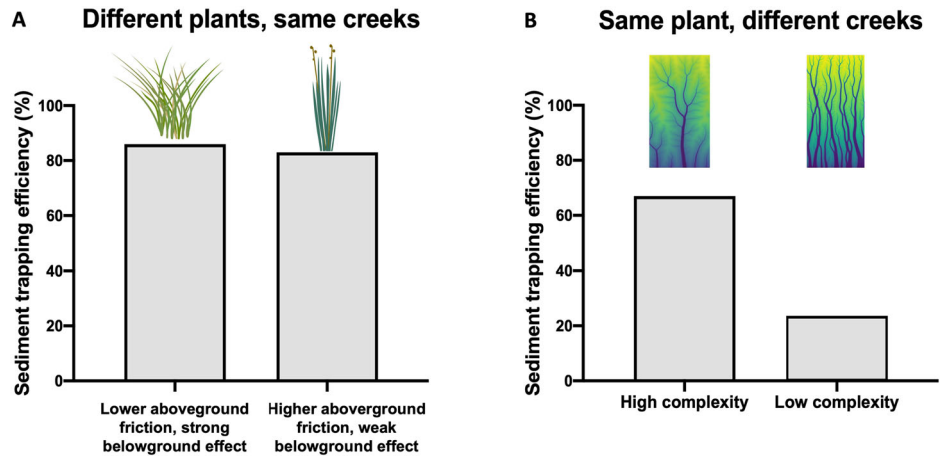 A
Different plants, same creeks
Sediment trapping efficiency (%)
100
80
60
40
20
0
Lower aboveground
friction, strong
belowground effect
Higher aboverground
friction, weak
belowground effect
B
Same plant, different creeks
Sediment trapping efficiency (%)
100
80
60
40
20
0
High complexity
Low complexity